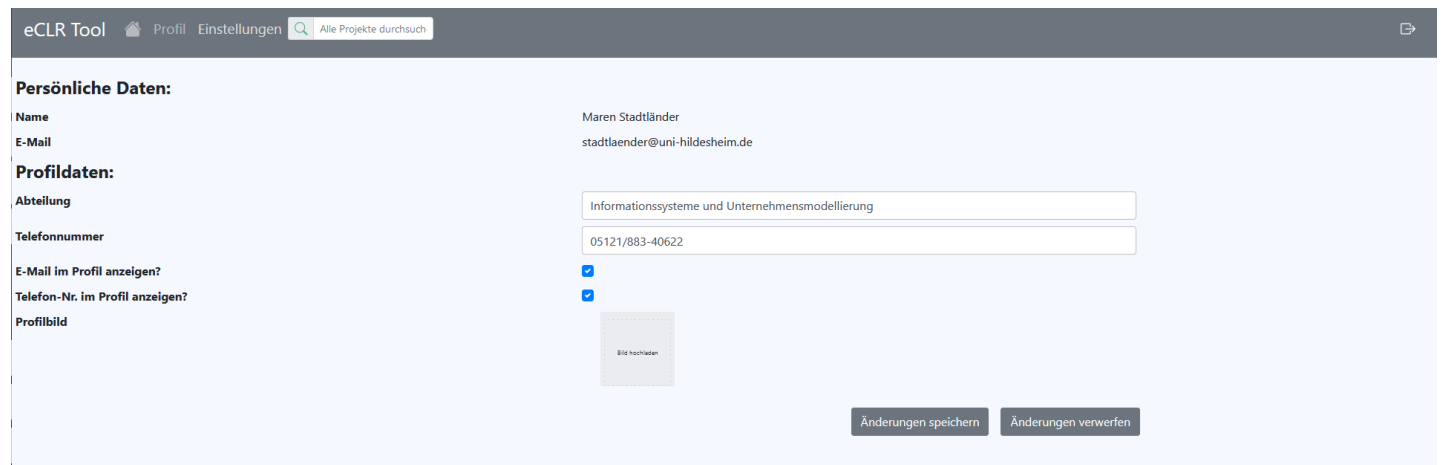 eCLR Tool Profil Einstellungen Alle Projekte durchsuch
Persönliche Daten:
Name Maren Stadtländer
E-Mail stadtlaender@uni-hildesheim.de
Profildaten:
Abteilung Informationssysteme und Unternehmensmodellierung
Telefonnummer 05121/883-40622
E-Mail im Profil anzeigen?
Telefon-Nr. im Profil anzeigen?
Profilbild
Bild hochladen
Änderungen speichern Änderungen verwerfen